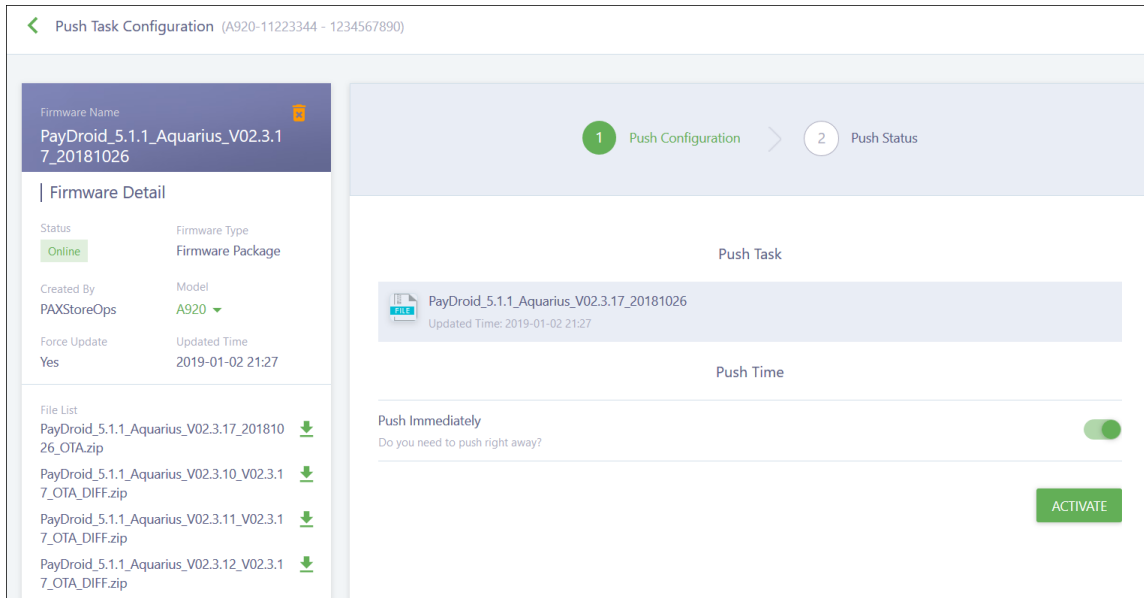 Push Task Configuration (A920-11223344 - 1234567890)
Firmware Name
PayDroid_5.1.1_Aquarius_V02.3.1
7_20181026
Firmware Detail
Status
Firmware Type
Online
Firmware Package
Created By
Model
PAXStoreOps
A920
Force Update
Updated Time
Yes
2019-01-02 21:27
File List
PayDroid_5.1.1_Aquarius_V02.3.17_201810
26_OTA.zip
PayDroid_5.1.1_Aquarius_V02.3.10_V02.3.1
7_OTA_DIFF.zip
PayDroid_5.1.1_Aquarius_V02.3.11_V02.3.1
7_OTA_DIFF.zip
PayDroid_5.1.1_Aquarius_V02.3.12_V02.3.1
7_OTA_DIFF.zip
1 Push Configuration
2 Push Status
Push Task
FILE
PayDroid_5.1.1_Aquarius_V02.3.17_20181026
Updated Time: 2019-01-02 21:27
Push Time
Push Immediately
Do you need to push right away?
ACTIVATE